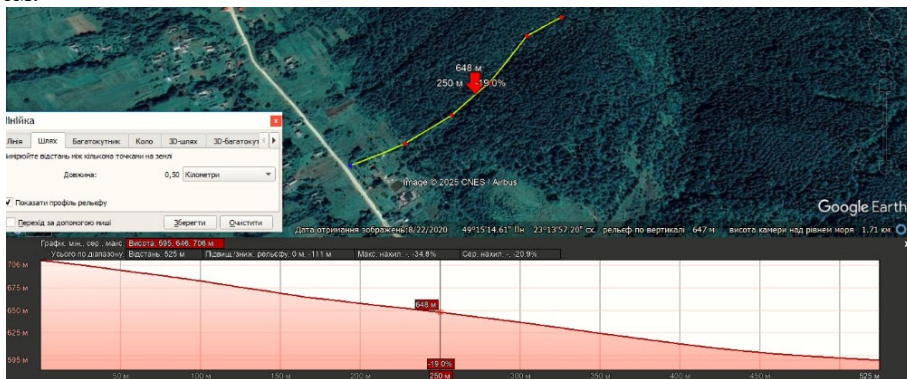 648 м
250 м -19.0%
Лінійка
Лінія Шлях Багатокутник Коло 3D-шлях 3D-багатокут
Вимірюйте відстань між кількома точками на землі
Довжина: 0,50 Кілометри
Показати профіль рельєфу
Перехід за допомогою миші Зберегти Очистити
Image © 2025 CNES / Airbus
Google Earth
Дата отримання зображень:8/22/2020 49°15'14.61" Пн 23°13'57.20" сх. рельєф по вертикалі 647 м висота камери над рівнем моря 1.71 км
Графік: мін., сер., макс. Висота: 595, 646, 706 м
Усього по діапазону: Відстань: 525 м Підвищ./зниж. рельєфу: 0 м, -111 м Макс. нахил: -, -34.8% Сер. нахил: -, -20.9%
706 м
675 м
650 м
625 м
595 м
648 м
-19.0%
50 м 100 м 150 м 200 м 250 м 300 м 350 м 400 м 450 м 525 м